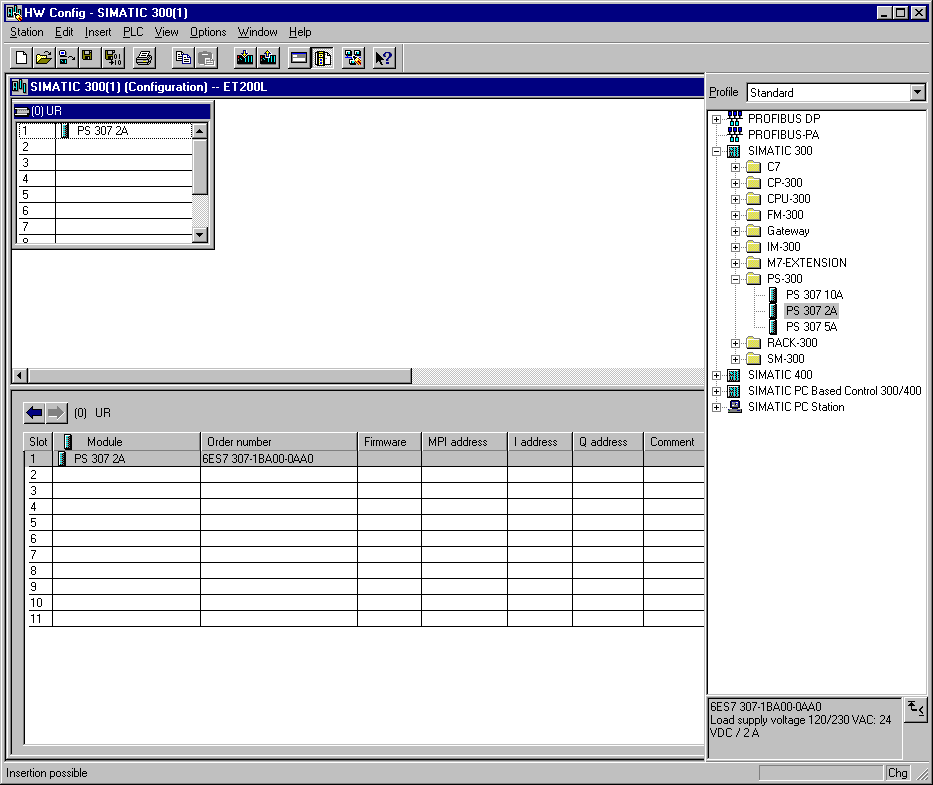 HW Config - SIMATIC 300(1)
Station Edit Insert PLC View Options Window Help
SIMATIC 300(1) (Configuration) -- ET200L
(0) UR
1 PS 307 2A
2
3
4
5
6
7
8
Profile Standard
PROFIBUS DP
PROFIBUS-PA
SIMATIC 300
C7
CP-300
CPU-300
FM-300
Gateway
IM-300
M7-EXTENSION
PS-300
PS 307 10A
PS 307 2A
PS 307 5A
RACK-300
SM-300
SIMATIC 400
SIMATIC PC Based Control 300/400
SIMATIC PC Station
(0) UR
Slot Module Order number Firmware MPI address I address Q address Comment
1 PS 307 2A 6ES7 307-1BA00-0AA0
2
3
4
5
6
7
8
9
10
11
6ES7 307-1BA00-0AA0
Load supply voltage 120/230 VAC: 24
VDC / 2 A
Insertion possible
Chg